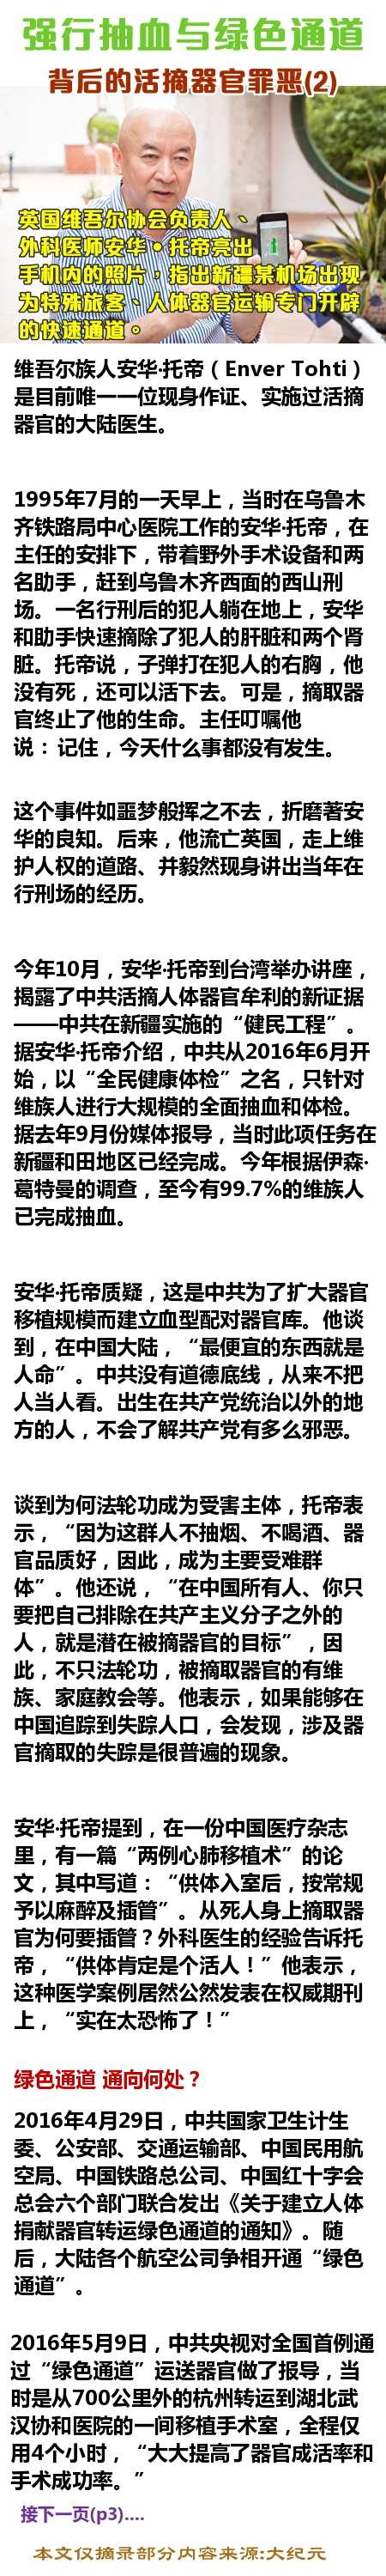 强行抽血与绿色通道
背后的活摘器官罪恶(2)
英国维吾尔协会负责人、
外科医师安华•托帝亮出
手机内的照片，指出新疆某机场出现
为特殊旅客、人体器官运输专门开辟
的快速通道。
维吾尔族人安华·托帝（Enver Tohti）
是目前唯一一位现身作证、实施过活摘
器官的大陆医生。
1995年7月的一天早上，当时在乌鲁木
齐铁路局中心医院工作的安华·托帝，在
主任的安排下，带着野外手术设备和两
名助手，赶到乌鲁木齐西面的西山刑
场。一名行刑后的犯人躺在地上，安华
和助手快速摘除了犯人的肝脏和两个肾
脏。托帝说，子弹打在犯人的右胸，他
没有死，还可以活下去。可是，摘取器
官终止了他的生命。主任叮嘱他
说：记住，今天什么事都没有发生。
这个事件如噩梦般挥之不去，折磨著安
华的良知。后来，他流亡英国，走上维
护人权的道路、并毅然现身讲出当年在
行刑场的经历。
今年10月，安华·托帝到台湾举办讲座，
揭露了中共活摘人体器官牟利的新证据
——中共在新疆实施的“健民工程”。
据安华·托帝介绍，中共从2016年6月开
始，以“全民健康体检”之名，只针对
维族人进行大规模的全面抽血和体检。
据去年9月份媒体报导，当时此项任务在
新疆和田地区已经完成。今年根据伊森·
葛特曼的调查，至今有99.7%的维族人
已完成抽血。
安华·托帝质疑，这是中共为了扩大器官
移植规模而建立血型配对器官库。他谈
到，在中国大陆，“最便宜的东西就是
人命”。中共没有道德底线，从来不把
人当人看。出生在共产党统治以外的地
方的人，不会了解共产党有多么邪恶。
谈到为何法轮功成为受害主体，托帝表
示，“因为这群人不抽烟、不喝酒、器
官品质好，因此，成为主要受难群
体”。他还说，“在中国所有人、你只
要把自己排除在共产主义分子之外的
人，就是潜在被摘器官的目标”，因
此，不只法轮功，被摘取器官的有维
族、家庭教会等。他表示，如果能够在
中国追踪到失踪人口，会发现，涉及器
官摘取的失踪是很普遍的现象。
安华·托帝提到，在一份中国医疗杂志
里，有一篇“两例心肺移植术”的论
文，其中写道：“供体入室后，按常规
予以麻醉及插管”。从死人身上摘取器
官为何要插管？外科医生的经验告诉托
帝，“供体肯定是个活人！”他表示，
这种医学案例居然公然发表在权威期刊
上，“实在太恐怖了！”
绿色通道 通向何处？
2016年4月29日，中共国家卫生计生
委、公安部、交通运输部、中国民用航
空局、中国铁路总公司、中国红十字会
总会六个部门联合发出《关于建立人体
捐献器官转运绿色通道的通知》。随
后，大陆各个航空公司争相开通“绿色
通道”。
2016年5月9日，中共央视对全国首例通
过“绿色通道”运送器官做了报导，当
时是从700公里外的杭州转运到湖北武
汉协和医院的一间移植手术室，全程仅
用4个小时，“大大提高了器官成活率和
手术成功率。”
接下一页(p3)....
本文仅摘录部分内容来源:大纪元